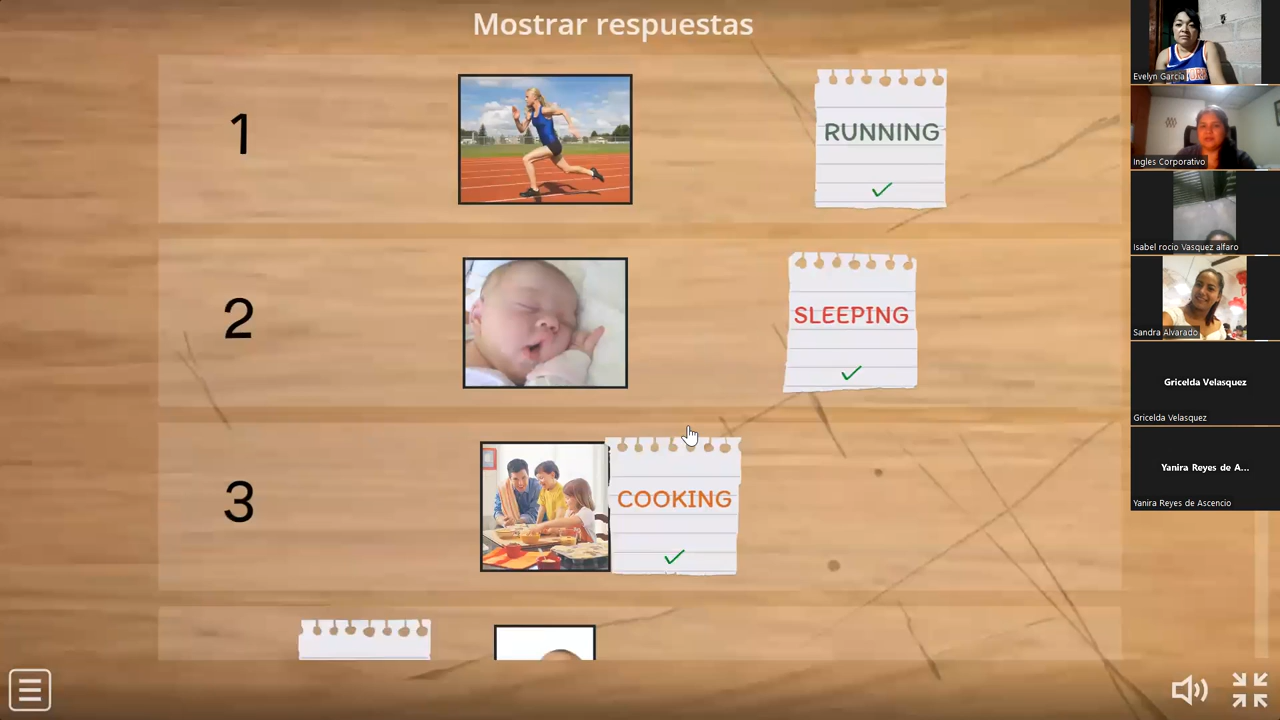 Mostrar respuestas
1
RUNNING
2
SLEEPING
3
COOKING
Evelyn García
Ingles Corporativo
Isabel rocio Vasquez alfaro
Sandra Alvarado
Gricelda Velasquez
Gricelda Velasquez
Yanira Reyes de A...
Yanira Reyes de Ascencio